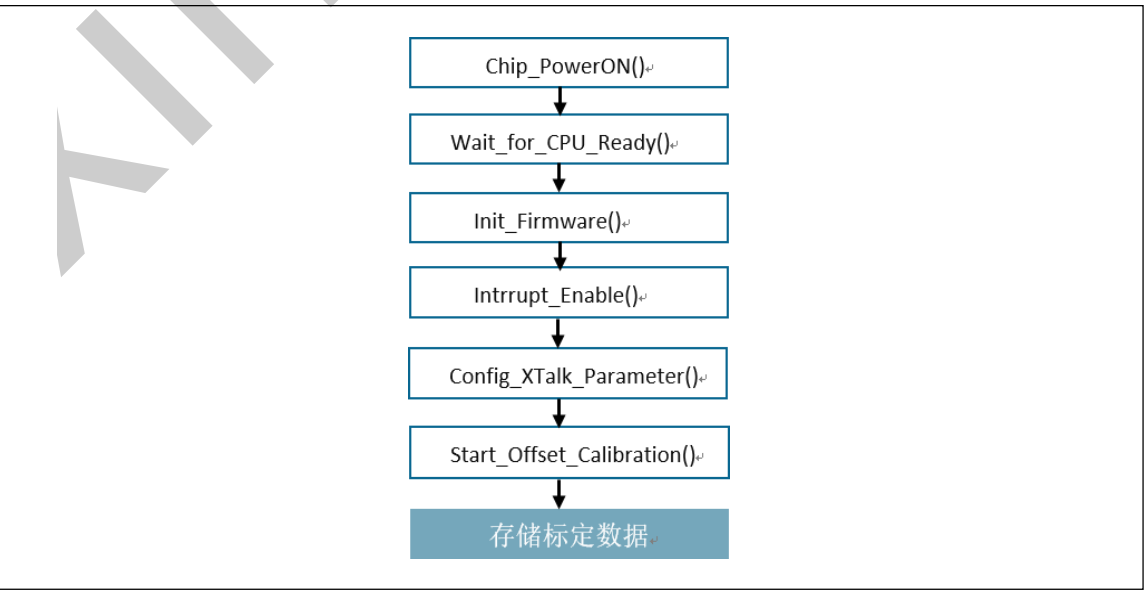 Chip_PowerON()
Wait_for_CPU_Ready()
Init_Firmware()
Intrrupt_Enable()
Config_XTalk_Parameter()
Start_Offset_Calibration()
存储标定数据